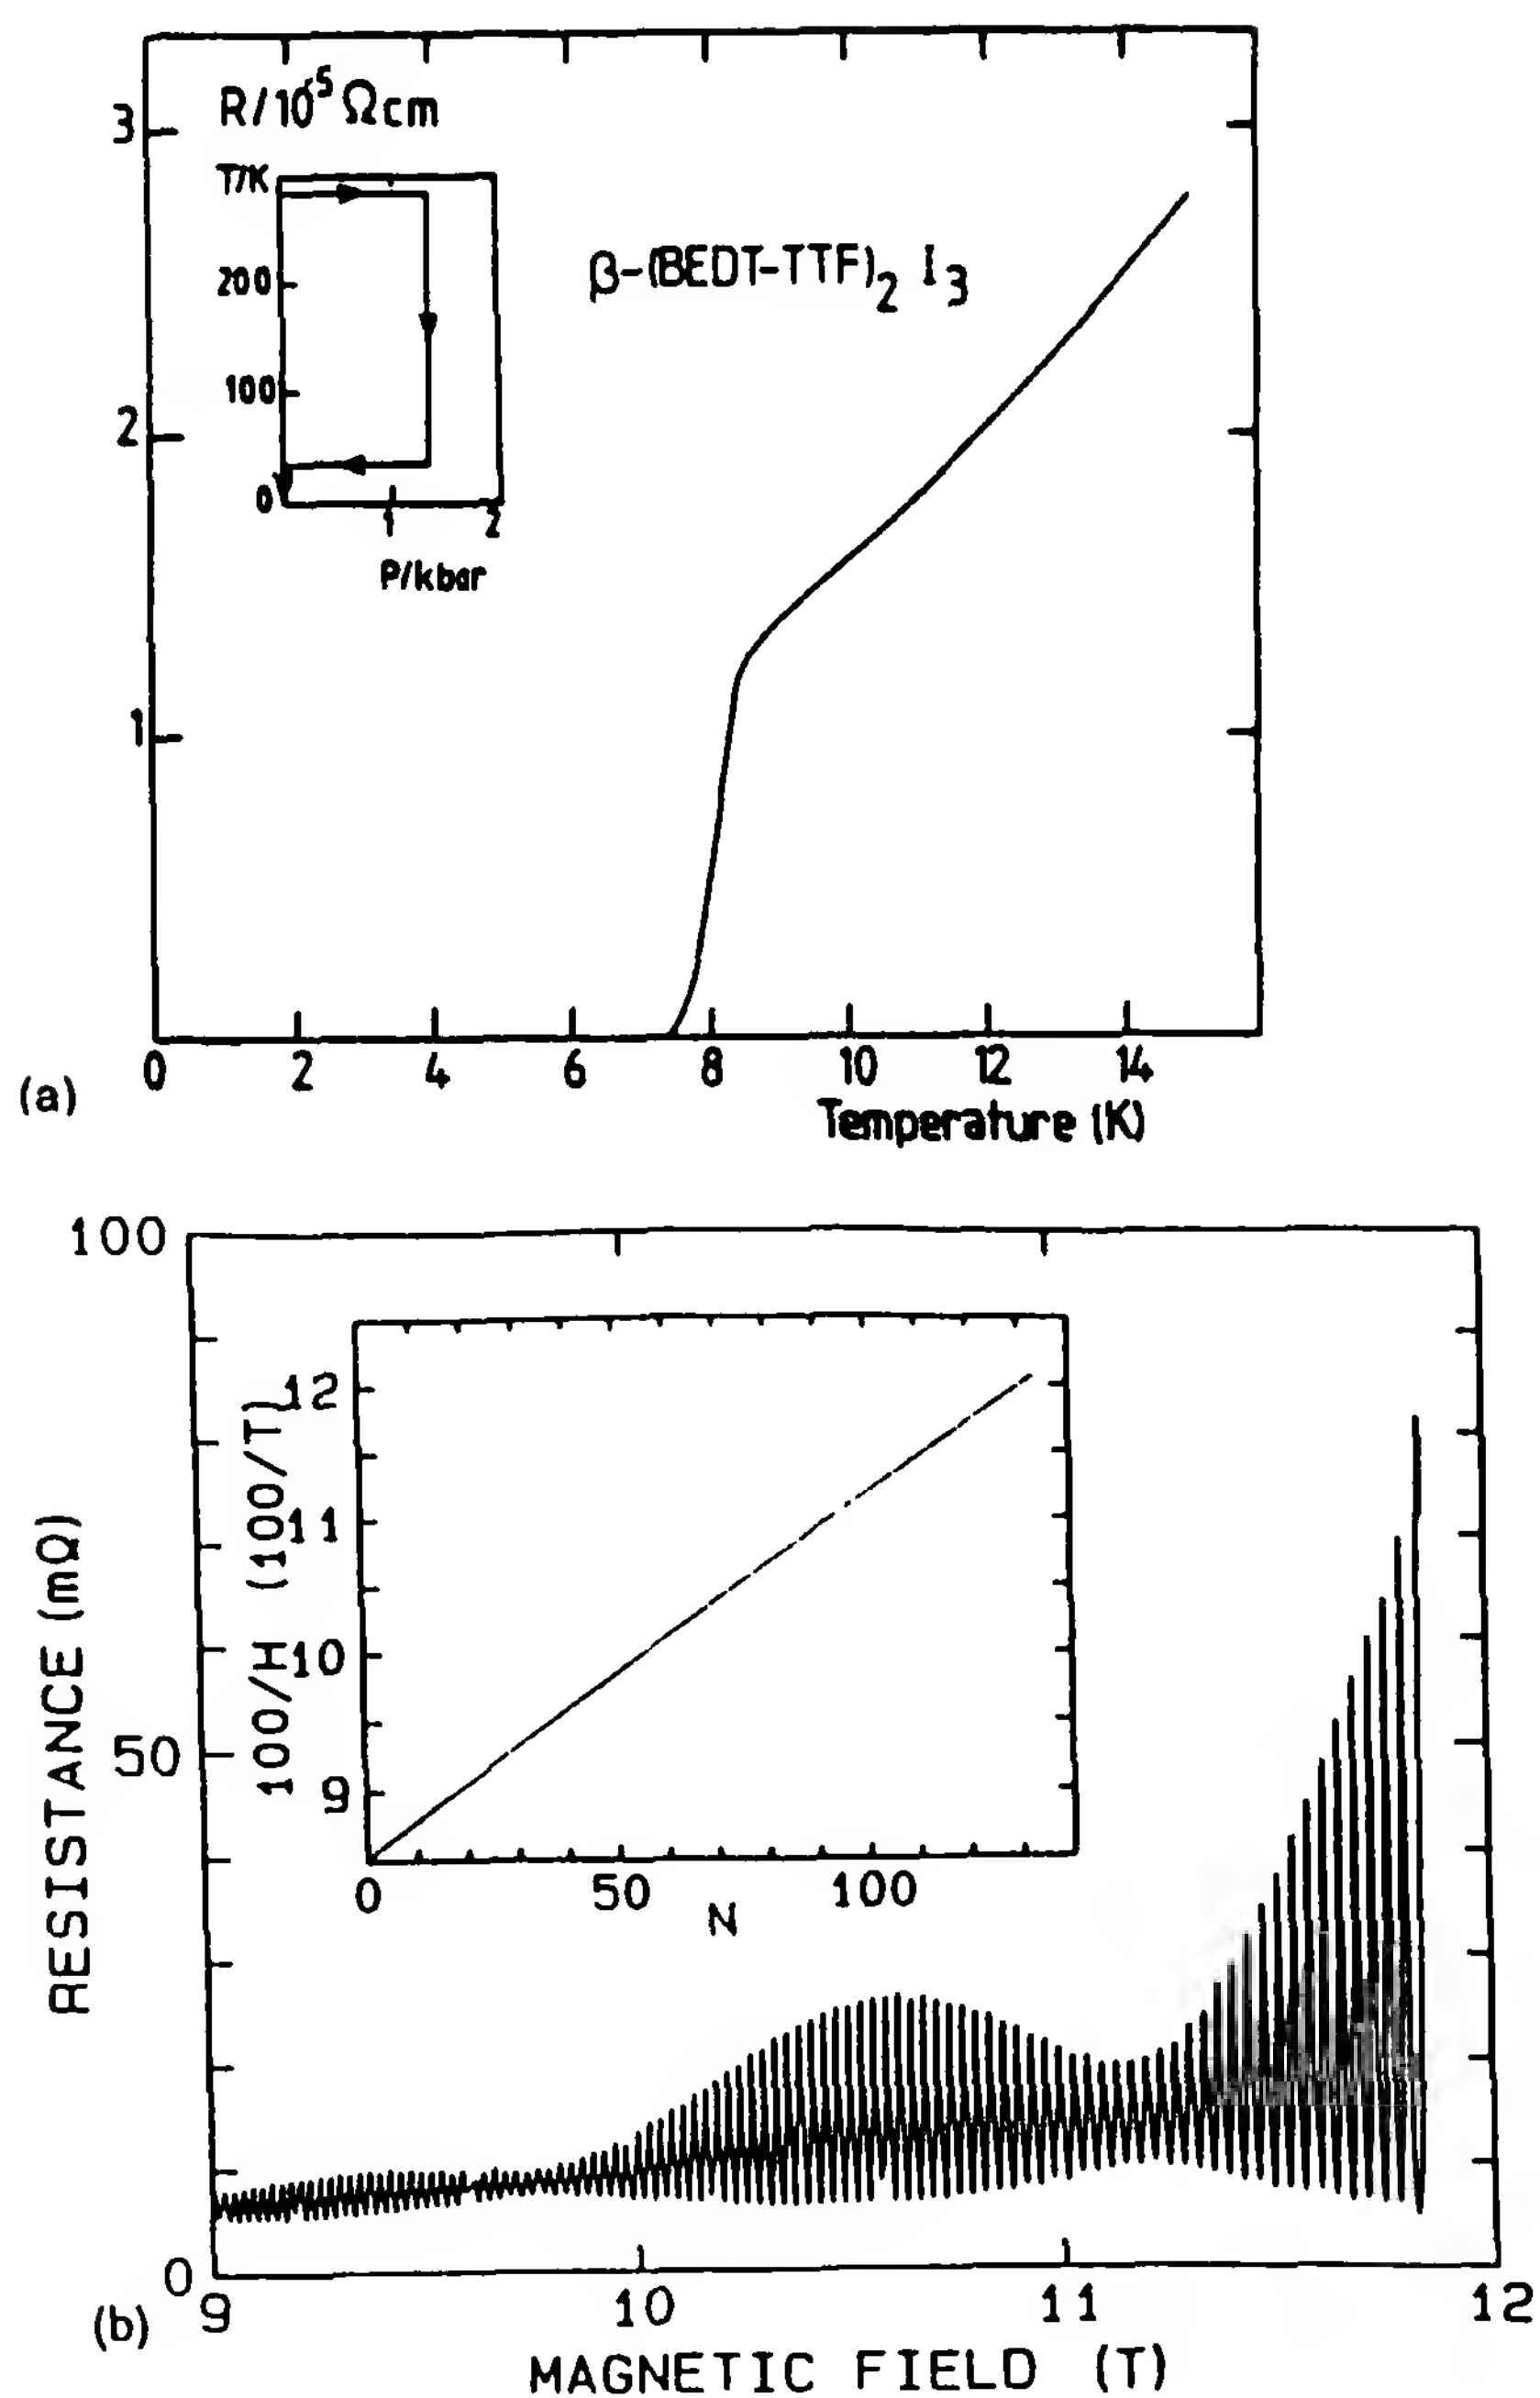 R/10⁻⁵ Ωcm
3
2
1
T/K
200
100
0
1
2
P/kbar
β-(BEDT-TTF)₂ I₃
0 2 4 6 8 10 12 14
Temperature (K)
(a)
100
50
0
RESISTANCE (mΩ)
100/H (100/T)
12
11
10
9
0 50 100
N
9 10 11 12
MAGNETIC FIELD (T)
(b)